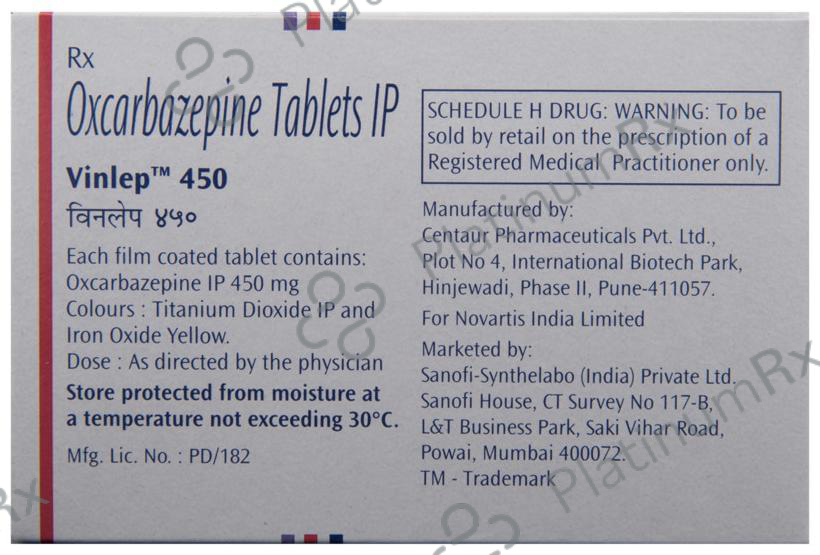 Rx
Oxcarbazepine Tablets IP
Vinlep™ 450
विनलेप ४५०
Each film coated tablet contains:
Oxcarbazepine IP 450 mg
Colours : Titanium Dioxide IP and
Iron Oxide Yellow.
Dose : As directed by the physician
Store protected from moisture at
a temperature not exceeding 30°C.
Mfg. Lic. No. : PD/182
SCHEDULE H DRUG: WARNING: To be
sold by retail on the prescription of a
Registered Medical Practitioner only.
Manufactured by:
Centaur Pharmaceuticals Pvt. Ltd.,
Plot No 4, International Biotech Park,
Hinjewadi, Phase II, Pune-411057.
For Novartis India Limited
Marketed by:
Sanofi-Synthelabo (India) Private Ltd.
Sanofi House, CT Survey No 117-B,
L&T Business Park, Saki Vihar Road,
Powai, Mumbai 400072.
TM - Trademark
PlatinumRx
PlatinumRx